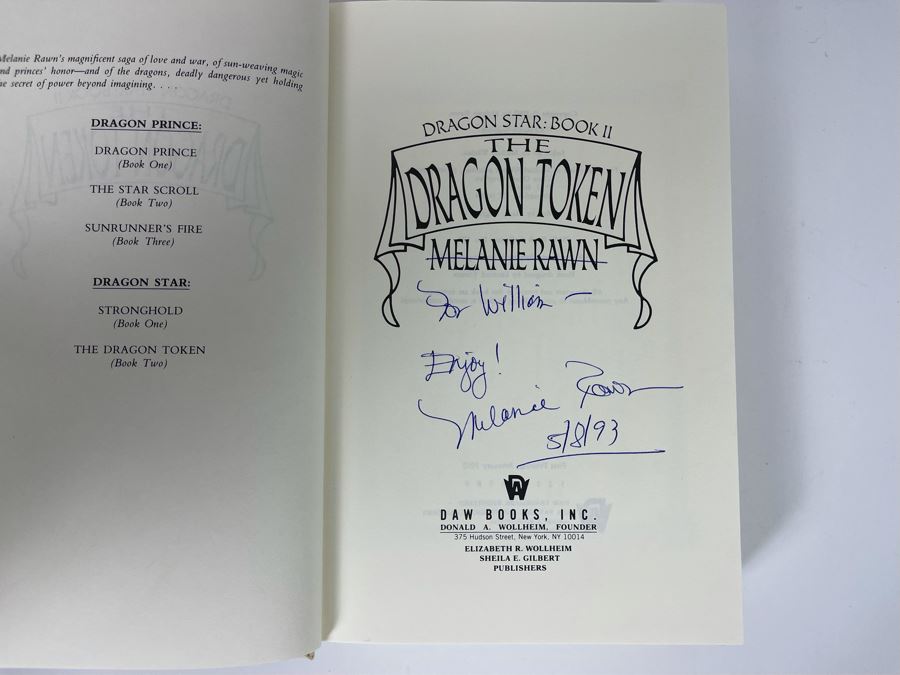 Melanie Rawn's magnificent saga of love and war, of sun-weaving magic
and princes' honor—and of the dragons, deadly dangerous yet holding
the secret of power beyond imagining. . . .
DRAGON PRINCE:
DRAGON PRINCE
(Book One)
THE STAR SCROLL
(Book Two)
SUNRUNNER'S FIRE
(Book Three)
DRAGON STAR:
STRONGHOLD
(Book One)
THE DRAGON TOKEN
(Book Two)
DRAGON STAR: BOOK II
THE
DRAGON TOKEN
MELANIE RAWN
For William —
Enjoy!
Melanie Rawn
5/8/93
DAW
DAW BOOKS, INC.
DONALD A. WOLLHEIM, FOUNDER
375 Hudson Street, New York, NY 10014
ELIZABETH R. WOLLHEIM
SHEILA E. GILBERT
PUBLISHERS